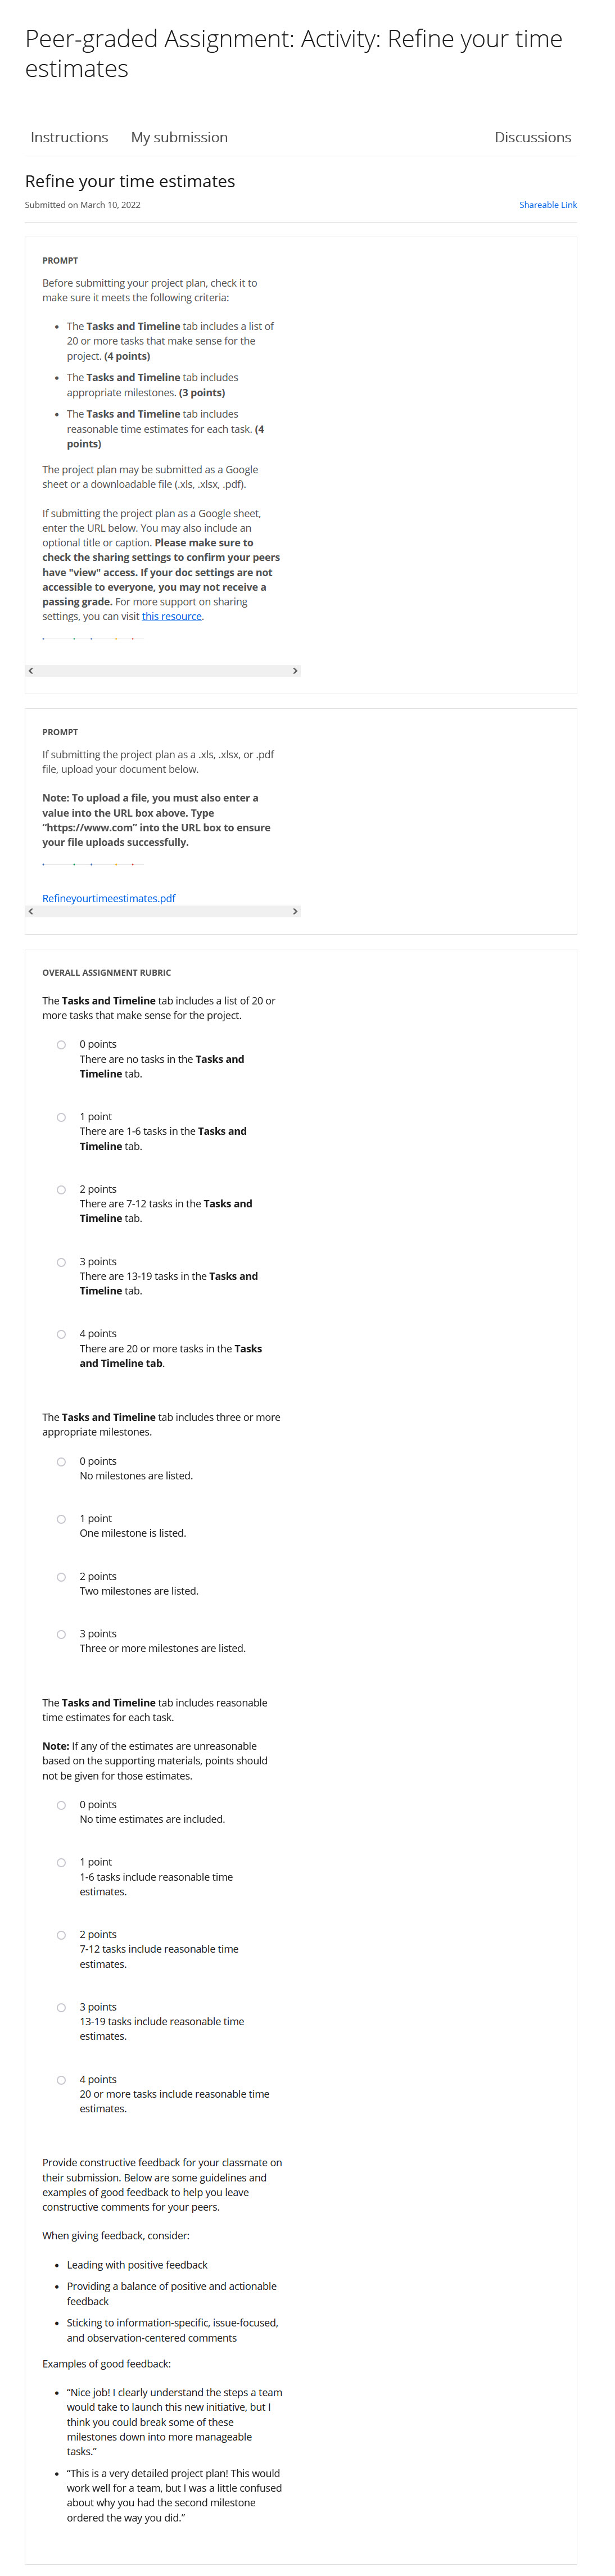 Peer-graded Assignment: Activity: Refine your time
estimates
Instructions
My submission
Discussions
Refine your time estimates
Submitted on March 10, 2022
Shareable Link
PROMPT
Before submitting your project plan, check it to
make sure it meets the following criteria:
The Tasks and Timeline tab includes a list of
20 or more tasks that make sense for the
project. (4 points)
The Tasks and Timeline tab includes
appropriate milestones. (3 points)
The Tasks and Timeline tab includes
reasonable time estimates for each task. (4
points)
The project plan may be submitted as a Google
sheet or a downloadable file (.xls, .xlsx, .pdf).
If submitting the project plan as a Google sheet,
enter the URL below. You may also include an
optional title or caption. Please make sure to
check the sharing settings to confirm your peers
have "view" access. If your doc settings are not
accessible to everyone, you may not receive a
passing grade. For more support on sharing
settings, you can visit this resource.
PROMPT
If submitting the project plan as a .xls, .xlsx, or .pdf
file, upload your document below.
Note: To upload a file, you must also enter a
value into the URL box above. Type
“https://www.com” into the URL box to ensure
your file uploads successfully.
Refineyourtimeestimates.pdf
OVERALL ASSIGNMENT RUBRIC
The Tasks and Timeline tab includes a list of 20 or
more tasks that make sense for the project.
0 points
There are no tasks in the Tasks and
Timeline tab.
1 point
There are 1-6 tasks in the Tasks and
Timeline tab.
2 points
There are 7-12 tasks in the Tasks and
Timeline tab.
3 points
There are 13-19 tasks in the Tasks and
Timeline tab.
4 points
There are 20 or more tasks in the Tasks
and Timeline tab.
The Tasks and Timeline tab includes three or more
appropriate milestones.
0 points
No milestones are listed.
1 point
One milestone is listed.
2 points
Two milestones are listed.
3 points
Three or more milestones are listed.
The Tasks and Timeline tab includes reasonable
time estimates for each task.
Note: If any of the estimates are unreasonable
based on the supporting materials, points should
not be given for those estimates.
0 points
No time estimates are included.
1 point
1-6 tasks include reasonable time
estimates.
2 points
7-12 tasks include reasonable time
estimates.
3 points
13-19 tasks include reasonable time
estimates.
4 points
20 or more tasks include reasonable time
estimates.
Provide constructive feedback for your classmate on
their submission. Below are some guidelines and
examples of good feedback to help you leave
constructive comments for your peers.
When giving feedback, consider:
Leading with positive feedback
Providing a balance of positive and actionable
feedback
Sticking to information-specific, issue-focused,
and observation-centered comments
Examples of good feedback:
“Nice job! I clearly understand the steps a team
would take to launch this new initiative, but I
think you could break some of these
milestones down into more manageable
tasks.”
“This is a very detailed project plan! This would
work well for a team, but I was a little confused
about why you had the second milestone
ordered the way you did.”